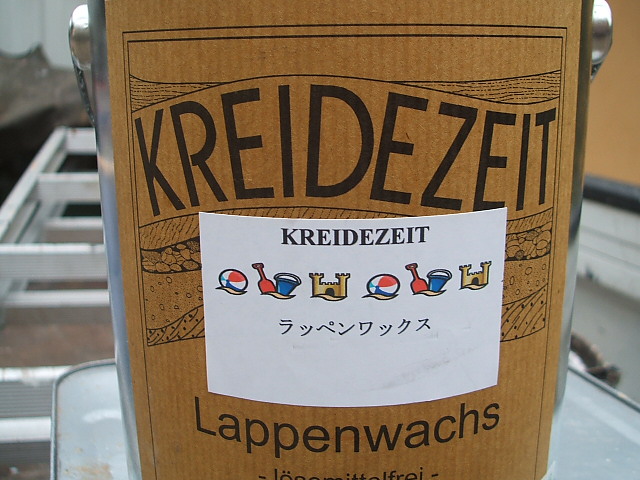 KREIDEZEIT
KREIDEZEIT
ラッペンワックス
Lappenwachs
- lösemittelfrei -